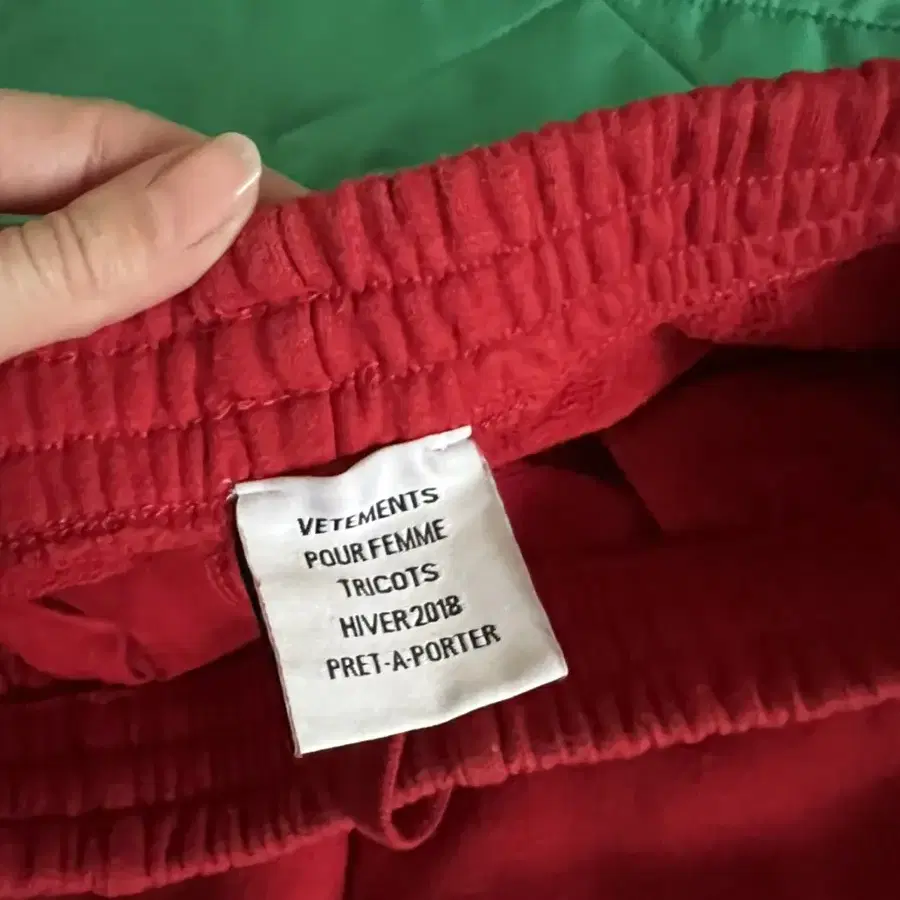 VETEMENTS
POUR FEMME
TRICOTS
HIVER 2018
PRET-A-PORTER